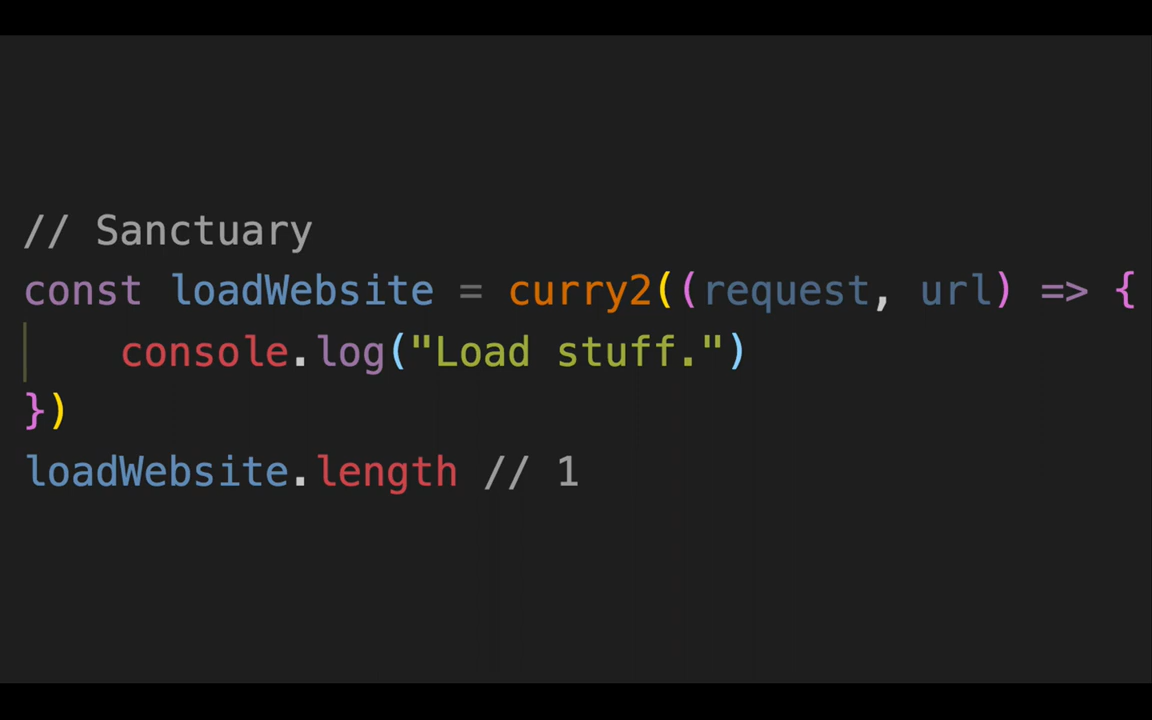 // Sanctuary
const loadWebsite = curry2((request, url) => {
    console.log("Load stuff.")
})
loadWebsite.length // 1